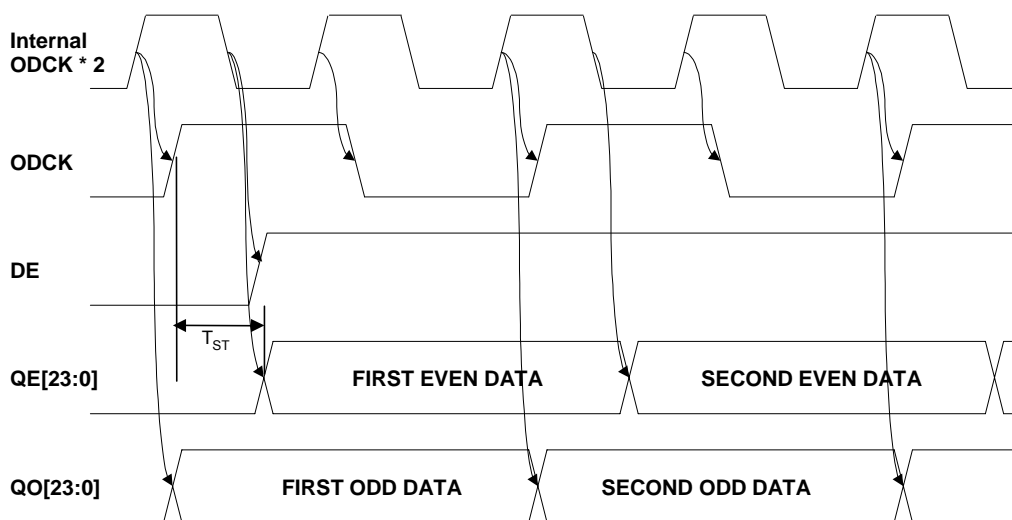 Internal
ODCK * 2
ODCK
DE
T_ST
QE[23:0] FIRST EVEN DATA SECOND EVEN DATA
QO[23:0] FIRST ODD DATA SECOND ODD DATA